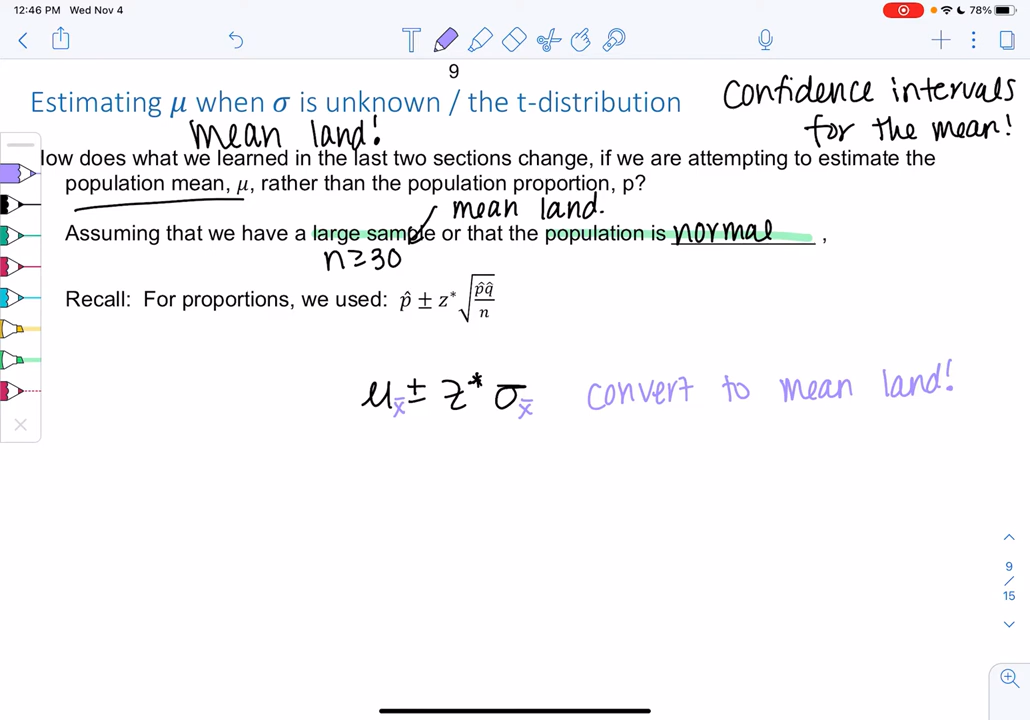 12:46 PM Wed Nov 4
78%
T
9
Estimating μ when σ is unknown / the t-distribution
Confidence intervals
for the mean!
mean land!
low does what we learned in the last two sections change, if we are attempting to estimate the
population mean, μ, rather than the population proportion, p?
mean land.
Assuming that we have a large sample or that the population is normal ,
n ≥ 30
Recall: For proportions, we used: p̂ ± z* √(p̂q̂/n)
μx̄ ± z* σx̄ convert to mean land!
9
/
15